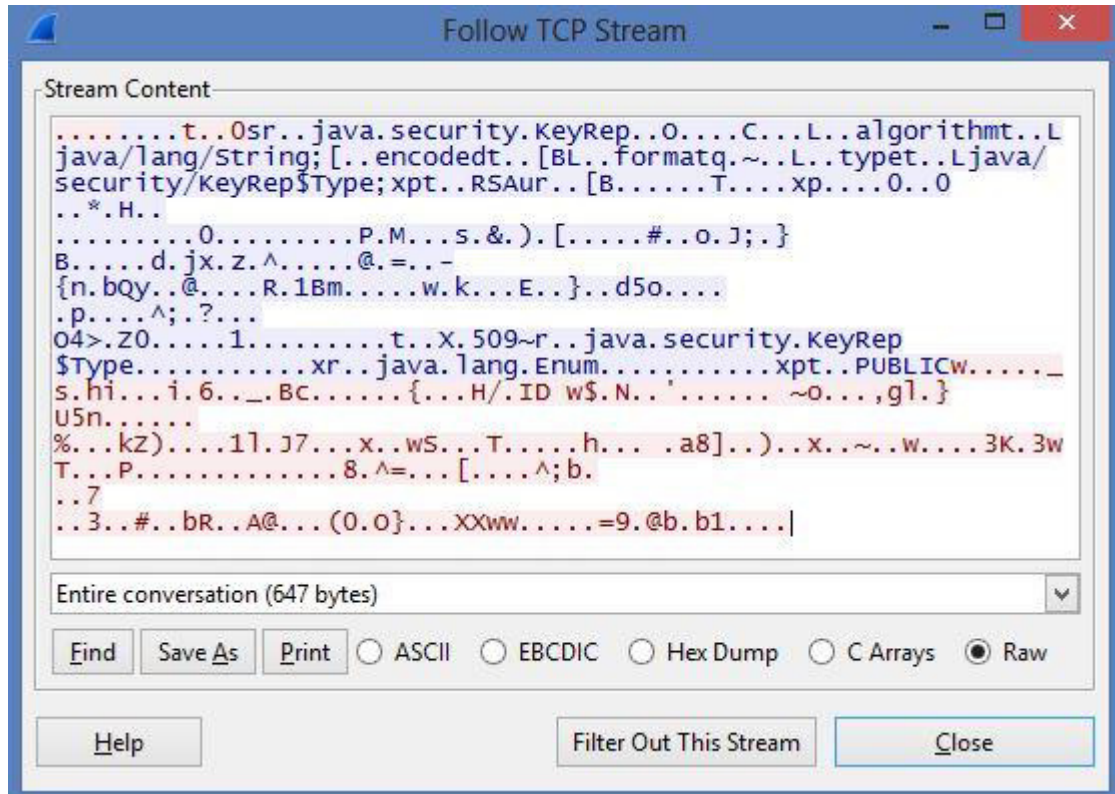 Follow TCP Stream
Stream Content
........t..0sr..java.security.KeyRep..O....C...L..algorithmt..L
java/lang/String;[..encodedt..[BL..formatq.~..L..typet..Ljava/
security/KeyRep$Type;xpt..RSAur..[B......T....xp....0..0
..*.H..
.........0.........P.M...s.&.).[.....#..o.J;.}
B.....d.jx.z.^.....@.=..-
{n.bQy..@....R.1Bm.....w.k...E..}..d5o....
.p....^;.?...
O4>.Z0.....1.........t..X.509~r..java.security.KeyRep
$Type...........xr..java.lang.Enum...........xpt..PUBLICw....._
s.hi...i.6.._.Bc......{...H/.ID w$.N..'...... ~o...,gl.}
U5n......
%...kZ)....1l.J7...x..wS...T.....h.... .a8]..)..x..~..w....3K.3w
T...P..............8.^=...[....^;b.
..7
..3..#..bR..A@...(0.O}...XXww.....=9.@b.b1....
Entire conversation (647 bytes)
Find Save As Print ASCII EBCDIC Hex Dump C Arrays Raw
Help Filter Out This Stream Close